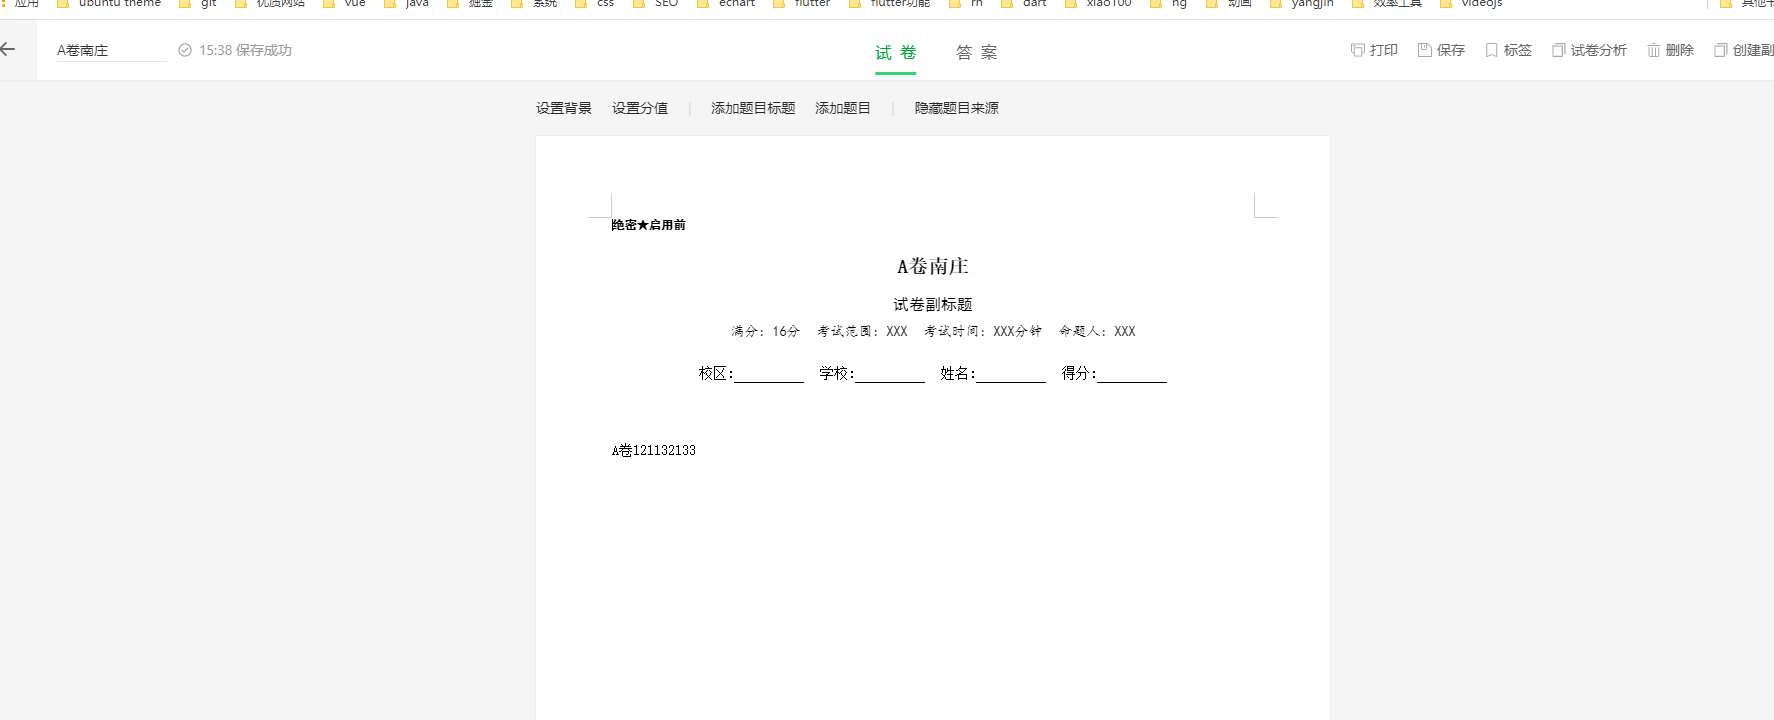 应用 ubuntu theme git 优质网站 vue java 掘金 系统 css SEO echart flutter flutter功能 rn dart xiao100 ng 动画 yangjin 效率工具 videojs
A卷南庄 15:38 保存成功 试卷 答案 打印 保存 标签 试卷分析 删除 创建副
设置背景 设置分值 | 添加题目标题 添加题目 | 隐藏题目来源
绝密★启用前
A卷南庄
试卷副标题
满分：16分 考试范围：XXX 考试时间：XXX分钟 命题人：XXX
校区:__________ 学校:__________ 姓名:__________ 得分:__________
A卷121132133